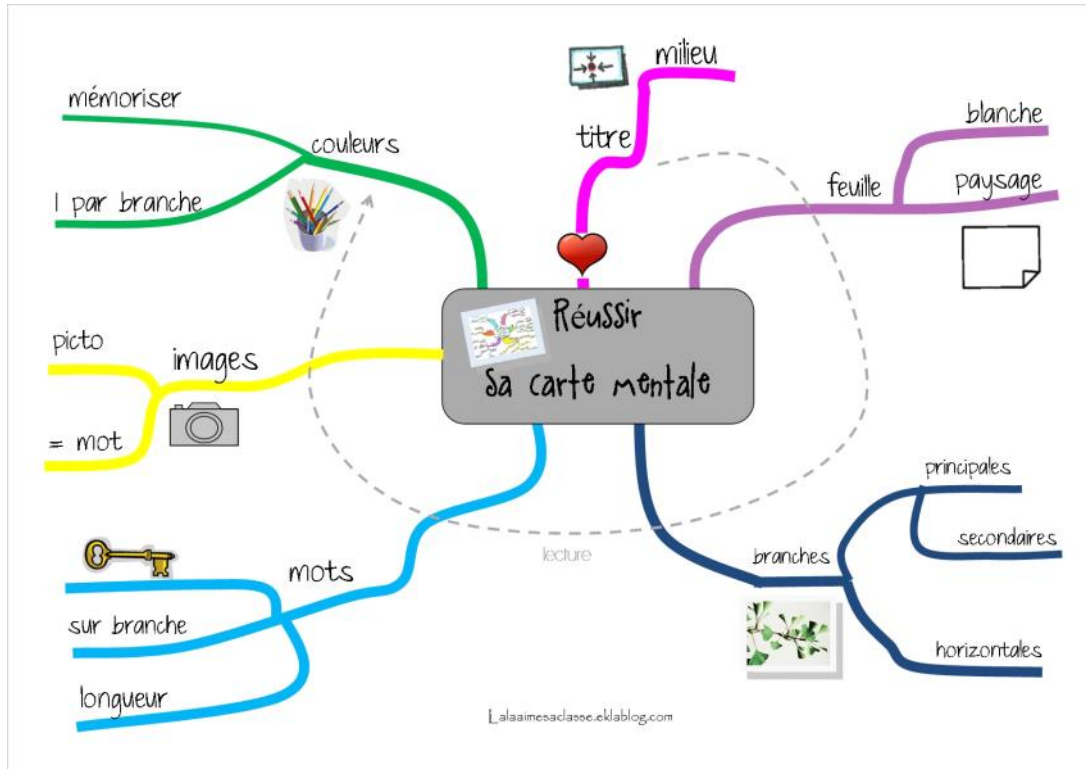 milieu
titre
blanche
feuille
paysage
Réussir
sa carte mentale
principales
secondaires
branches
horizontales
lecture
mots
sur branche
longueur
images
picto
= mot
couleurs
mémoriser
1 par branche
Lalaaimesaclasse.eklablog.com